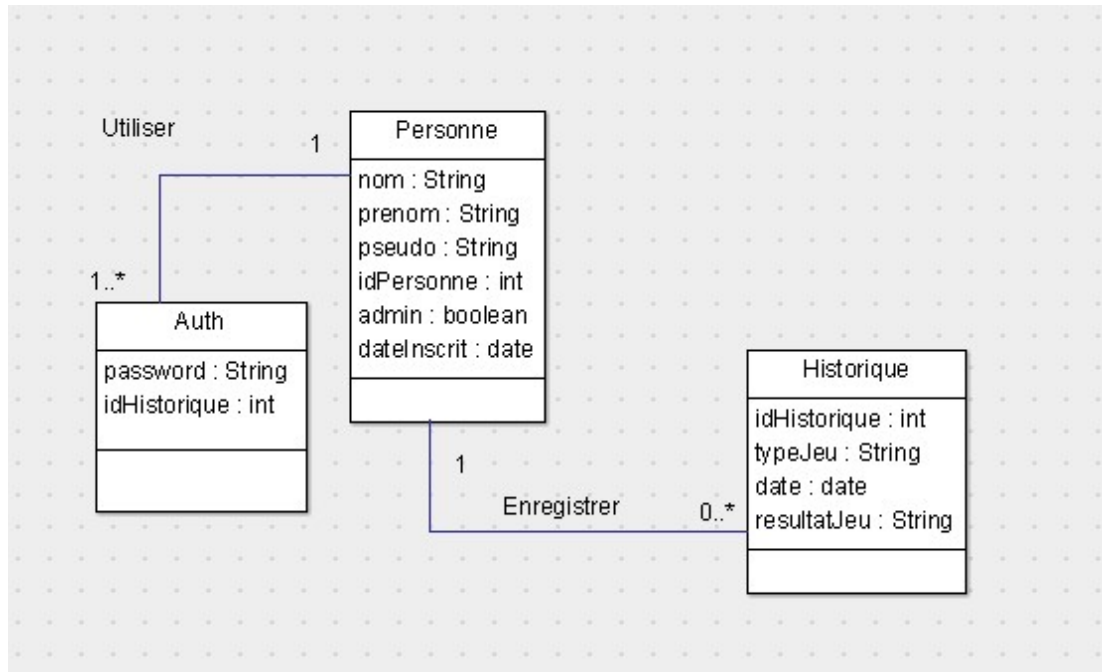 Utiliser
1
Personne
nom : String
prenom : String
pseudo : String
idPersonne : int
admin : boolean
dateInscrit : date
1..*
Auth
password : String
idHistorique : int
Historique
idHistorique : int
typeJeu : String
date : date
resultatJeu : String
1
Enregistrer
0..*